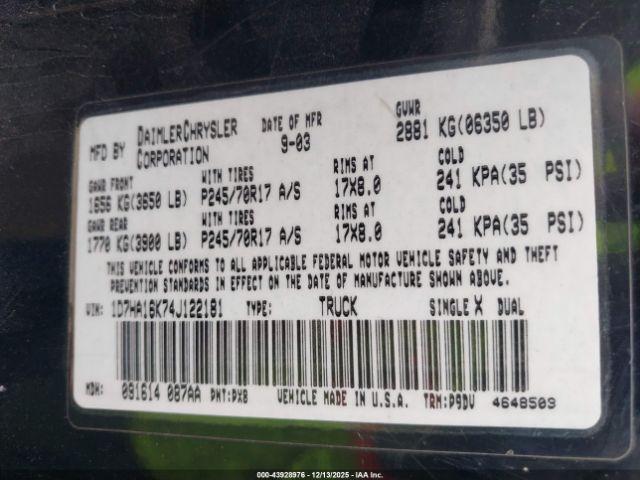 MFD BY DAIMLERCHRYSLER CORPORATION DATE OF MFR 9-03 GVWR 2881 KG(06350 LB)
GAWR FRONT WITH TIRES RIMS AT COLD
1656 KG(3650 LB) P245/70R17 A/S 17X8.0 241 KPA(35 PSI)
GAWR REAR WITH TIRES RIMS AT COLD
1770 KG(3900 LB) P245/70R17 A/S 17X8.0 241 KPA(35 PSI)
THIS VEHICLE CONFORMS TO ALL APPLICABLE FEDERAL MOTOR VEHICLE SAFETY AND THEFT
PREVENTION STANDARDS IN EFFECT ON THE DATE OF MANUFACTURE SHOWN ABOVE.
VIN: 1D7HA16K74J122181 TYPE: TRUCK SINGLE X DUAL
MDH: 081614 087AA PNT:PX8 VEHICLE MADE IN U.S.A. TRM:P9DV 4648503
00-43928976 - 12/13/2025 - IAA Inc.